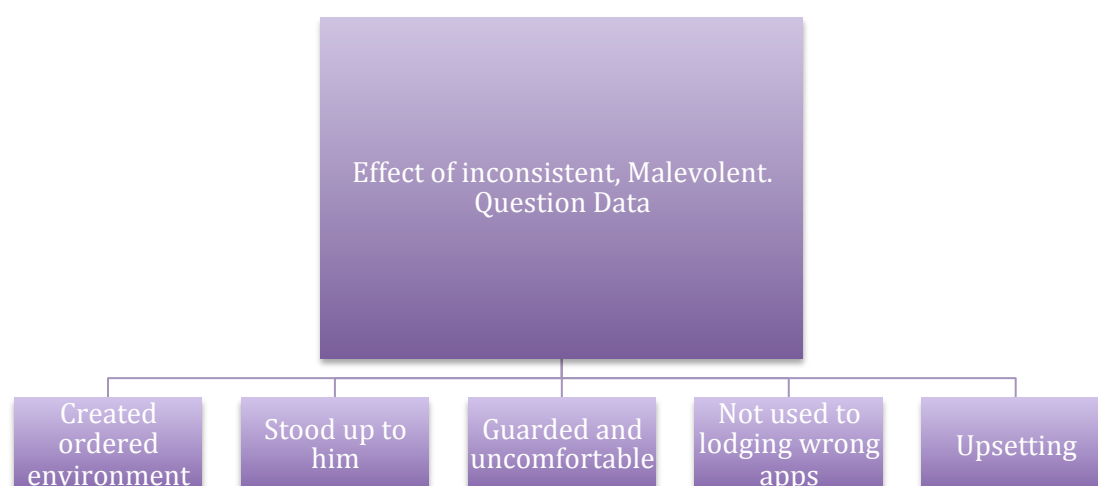 Effect of inconsistent, Malevolent.
Question Data
Created
ordered
environment
Stood up to
him
Guarded and
uncomfortable
Not used to
lodging wrong
apps
Upsetting